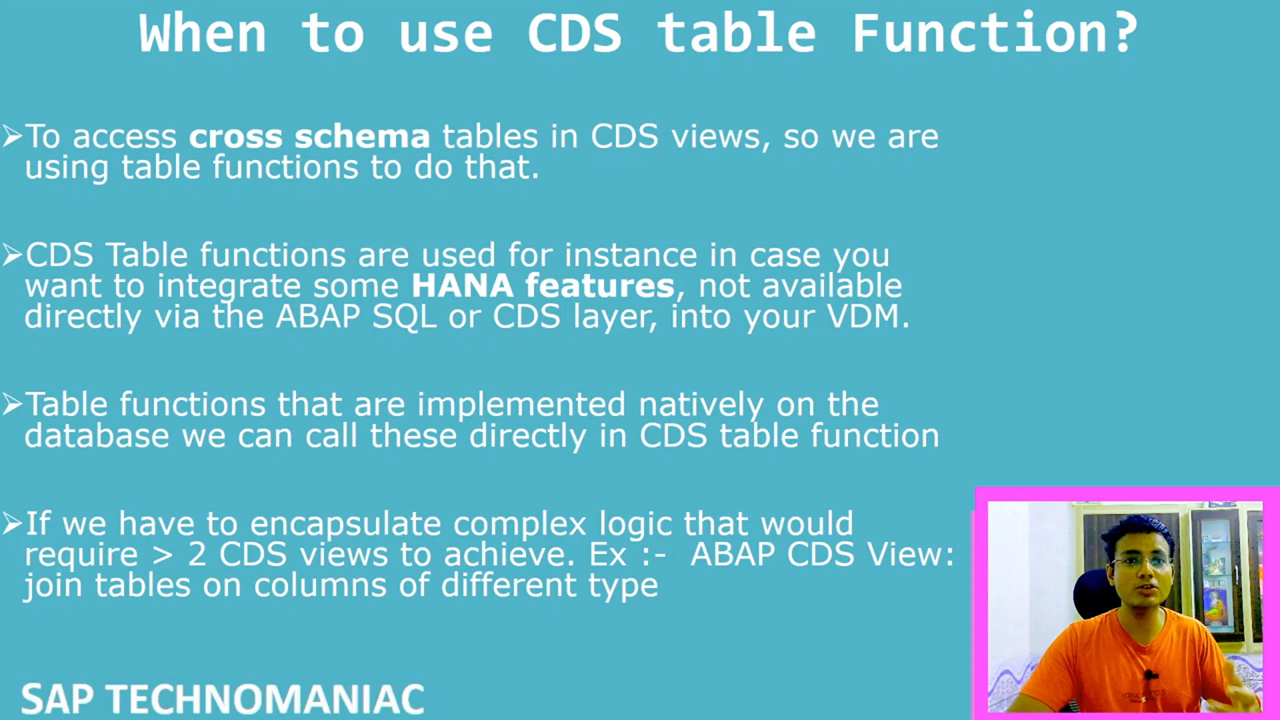 When to use CDS table Function?
➢To access cross schema tables in CDS views, so we are
using table functions to do that.
➢CDS Table functions are used for instance in case you
want to integrate some HANA features, not available
directly via the ABAP SQL or CDS layer, into your VDM.
➢Table functions that are implemented natively on the
database we can call these directly in CDS table function
➢If we have to encapsulate complex logic that would
require > 2 CDS views to achieve. Ex :- ABAP CDS View:
join tables on columns of different type
SAP TECHNOMANIAC